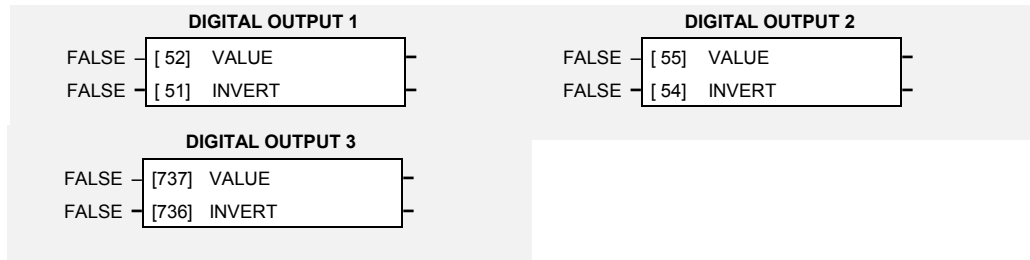 DIGITAL OUTPUT 1
FALSE [ 52] VALUE
FALSE [ 51] INVERT
DIGITAL OUTPUT 2
FALSE [ 55] VALUE
FALSE [ 54] INVERT
DIGITAL OUTPUT 3
FALSE [737] VALUE
FALSE [736] INVERT